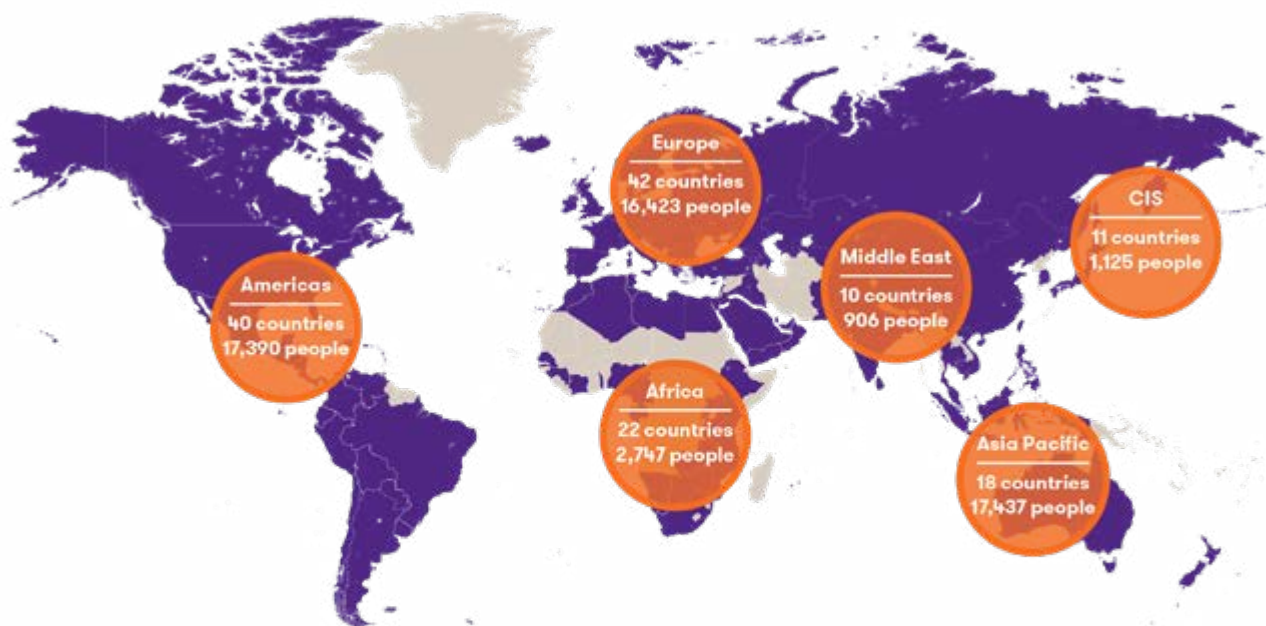 Europe
42 countries
16,423 people
CIS
11 countries
1,125 people
Middle East
10 countries
906 people
Americas
40 countries
17,390 people
Africa
22 countries
2,747 people
Asia Pacific
18 countries
17,437 people